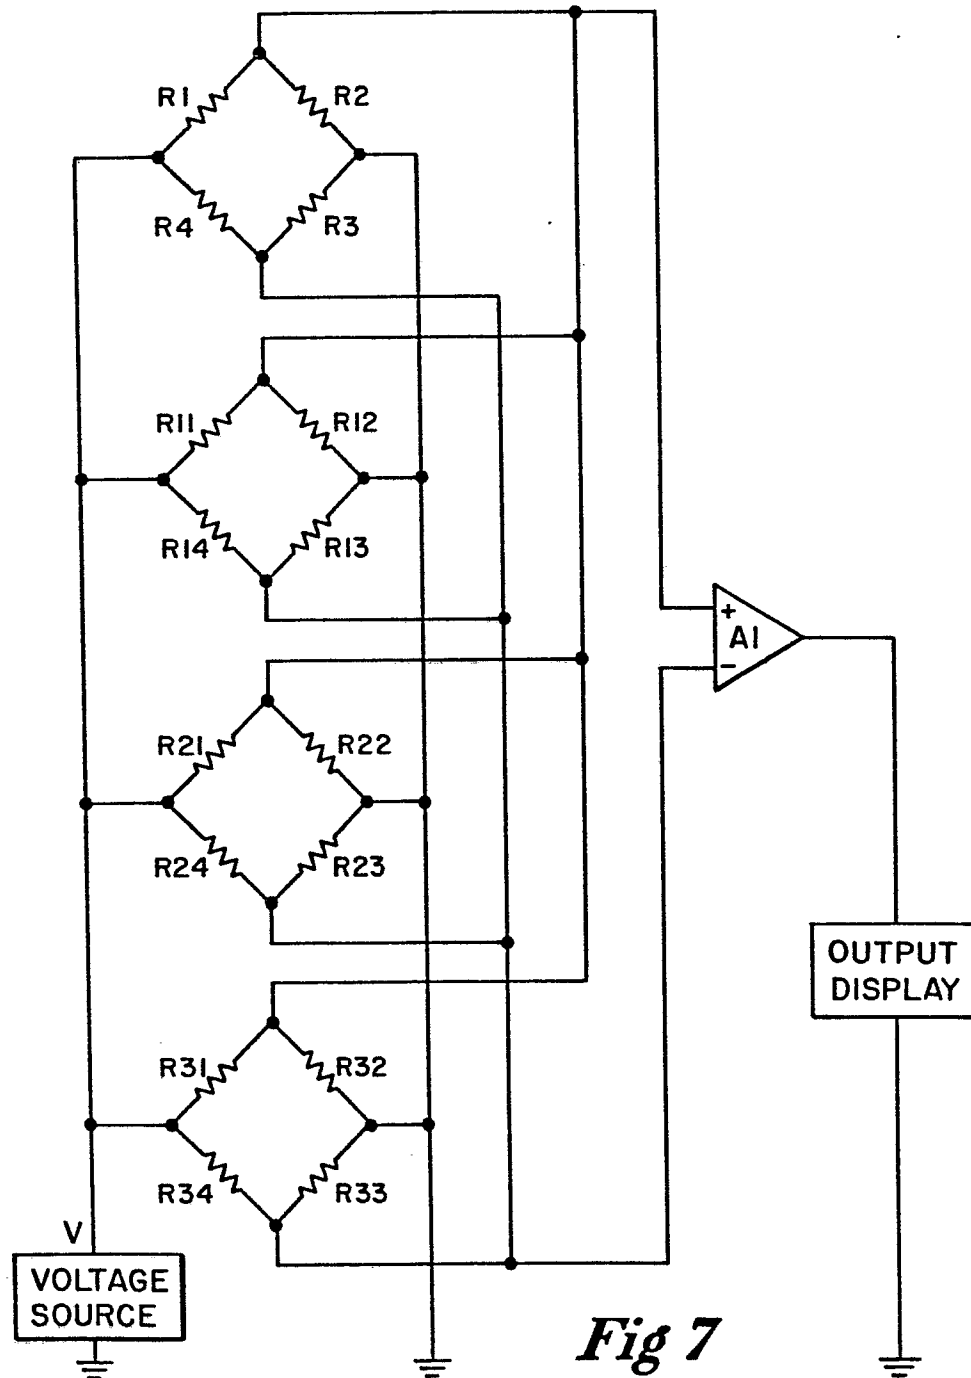 R1
R2
R4
R3
R11
R12
R14
R13
+
A1
−
R21
R22
R24
R23
OUTPUT
DISPLAY
R31
R32
R34
R33
V
VOLTAGE
SOURCE
Fig 7